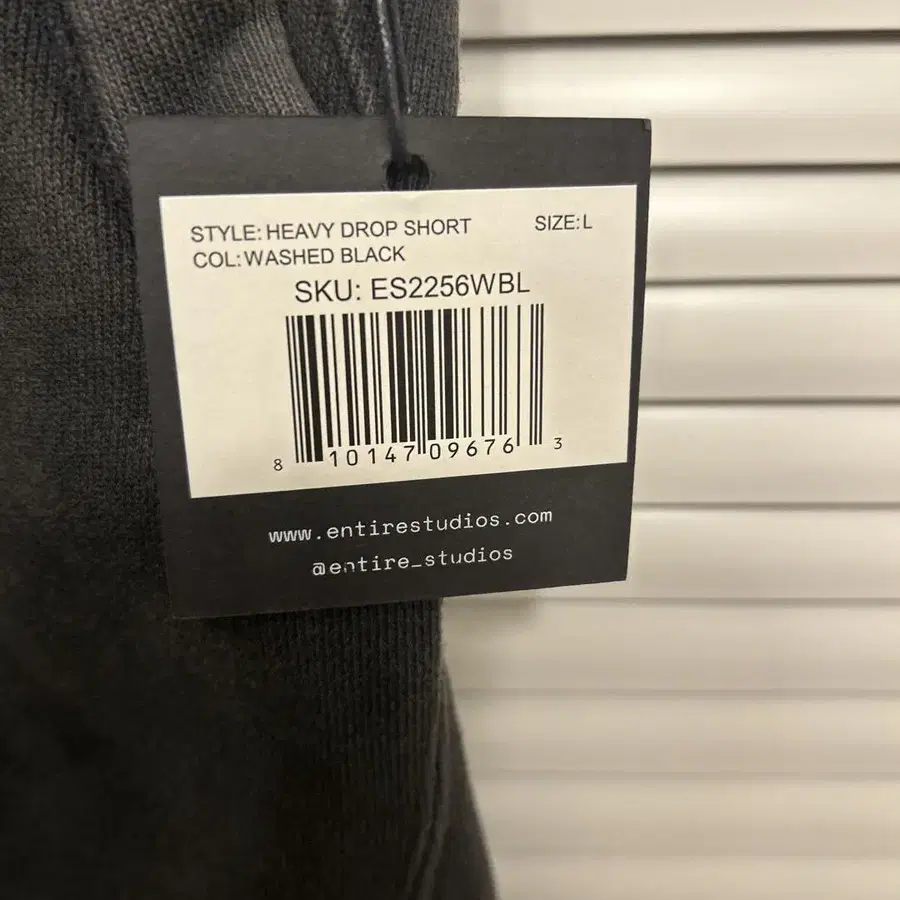 STYLE: HEAVY DROP SHORT SIZE: L
COL: WASHED BLACK
SKU: ES2256WBL
8 10147 09676 3
www.entirestudios.com
@entire_studios